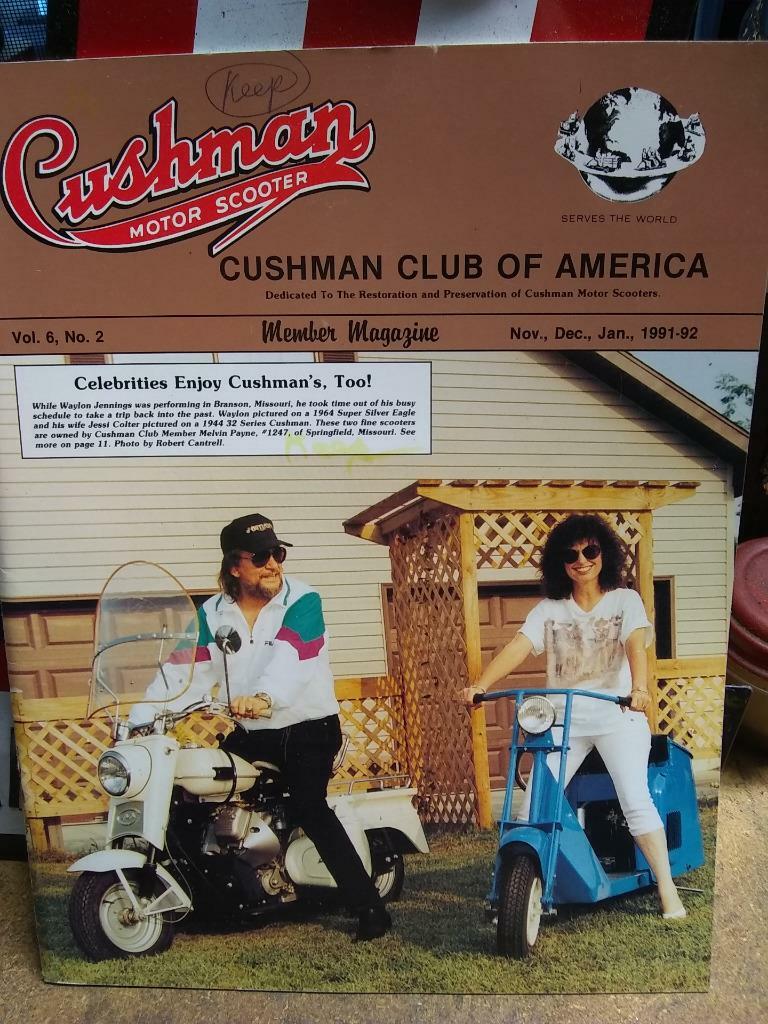 Keep
Cushman
MOTOR SCOOTER
SERVES THE WORLD
CUSHMAN CLUB OF AMERICA
Dedicated To The Restoration and Preservation of Cushman Motor Scooters.
Vol. 6, No. 2
Member Magazine
Nov., Dec., Jan., 1991-92
Celebrities Enjoy Cushman's, Too!
While Waylon Jennings was performing in Branson, Missouri, he took time out of his busy
schedule to take a trip back into the past. Waylon pictured on a 1964 Super Silver Eagle
and his wife Jessi Colter pictured on a 1944 32 Series Cushman. These two fine scooters
are owned by Cushman Club Member Melvin Payne, #1247, of Springfield, Missouri. See
more on page 11. Photo by Robert Cantrell.